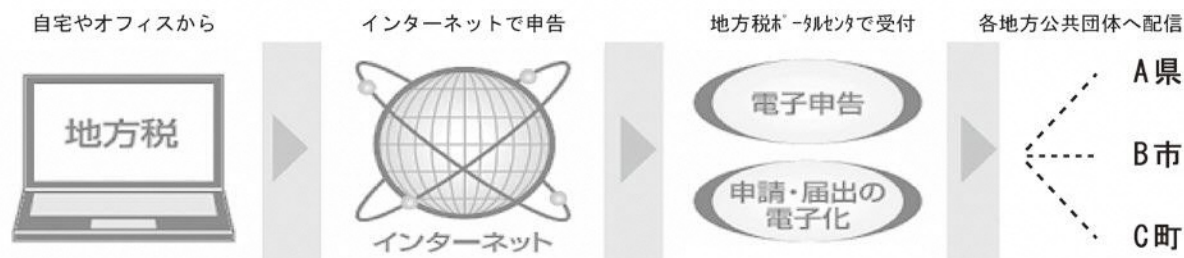 自宅やオフィスから
インターネットで申告
地方税ﾎﾟｰﾀﾙｾﾝﾀで受付
各地方公共団体へ配信
地方税
インターネット
電子申告
申請・届出の
電子化
A県
B市
C町